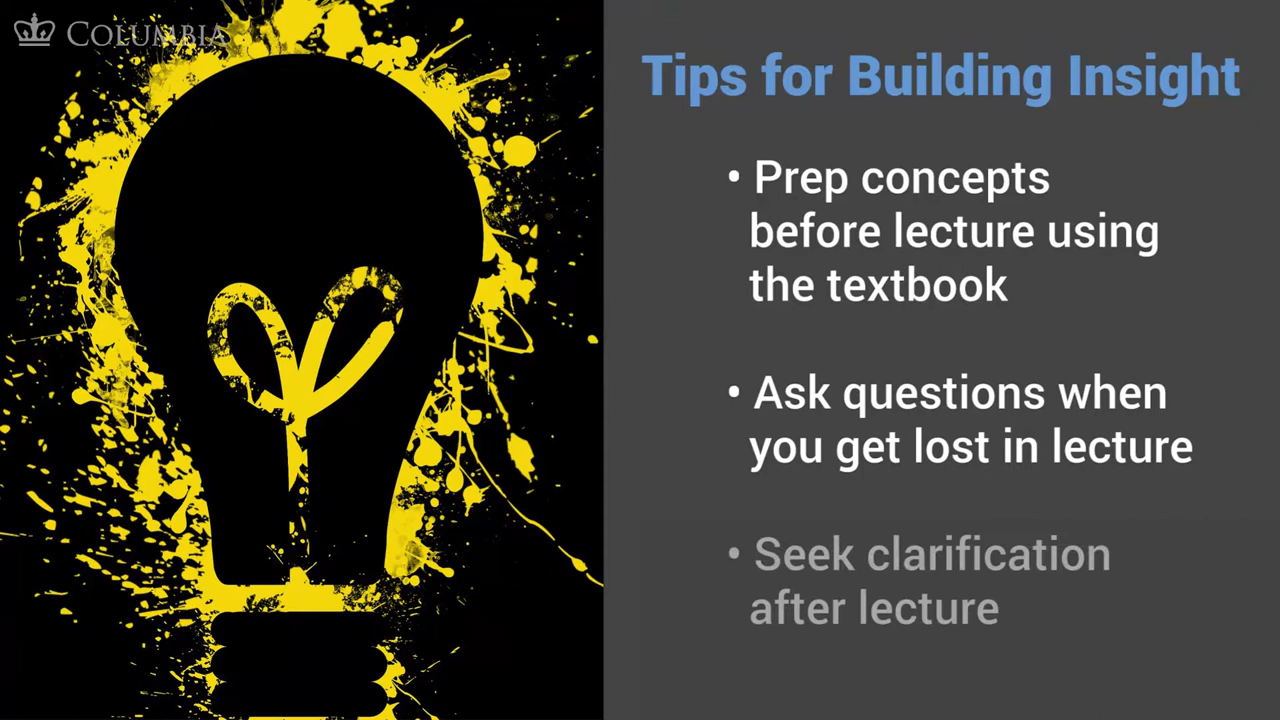 COLUMBIA
Tips for Building Insight
• Prep concepts
before lecture using
the textbook
• Ask questions when
you get lost in lecture
• Seek clarification
after lecture